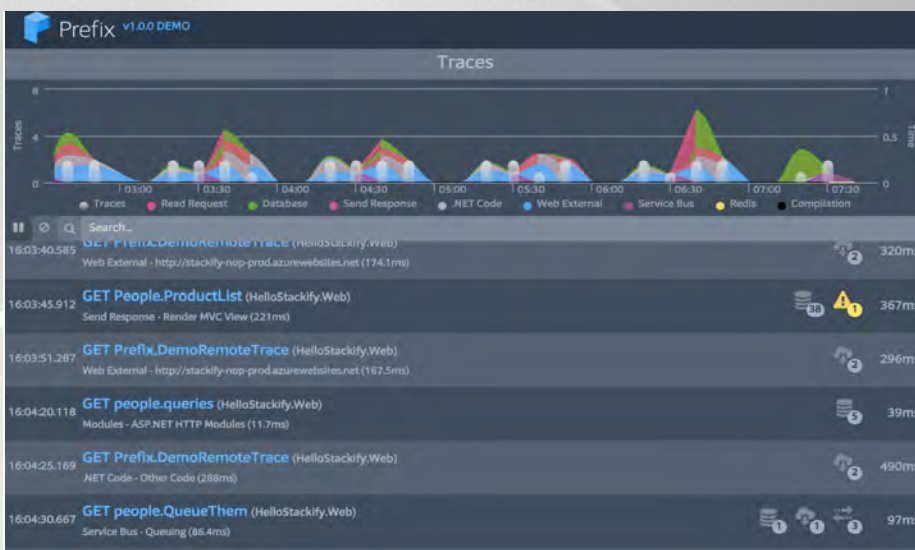 Prefix v1.0.0 DEMO
Traces
8 1
Traces 4 0.5 Time
0 0
03:00 03:30 04:00 04:30 05:00 05:30 06:00 06:30 07:00 07:30
Traces Read Request Database Send Response .NET Code Web External Service Bus Redis Compilation
Search...
16:03:40.585 GET Prefix.DemoRemoteTrace (HelloStackify.Web) 2 320ms
Web External - http://stackify-nop-prod.azurewebsites.net (174.1ms)
16:03:45.912 GET People.ProductList (HelloStackify.Web) 38 1 367ms
Send Response - Render MVC View (221ms)
16:03:51.287 GET Prefix.DemoRemoteTrace (HelloStackify.Web) 2 296ms
Web External - http://stackify-nop-prod.azurewebsites.net (167.5ms)
16:04:20.118 GET people.queries (HelloStackify.Web) 5 39ms
Modules - ASP.NET HTTP Modules (11.7ms)
16:04:25.169 GET Prefix.DemoRemoteTrace (HelloStackify.Web) 2 490ms
.NET Code - Other Code (288ms)
16:04:30.667 GET people.QueueThem (HelloStackify.Web) 1 1 3 97ms
Service Bus - Queuing (86.4ms)